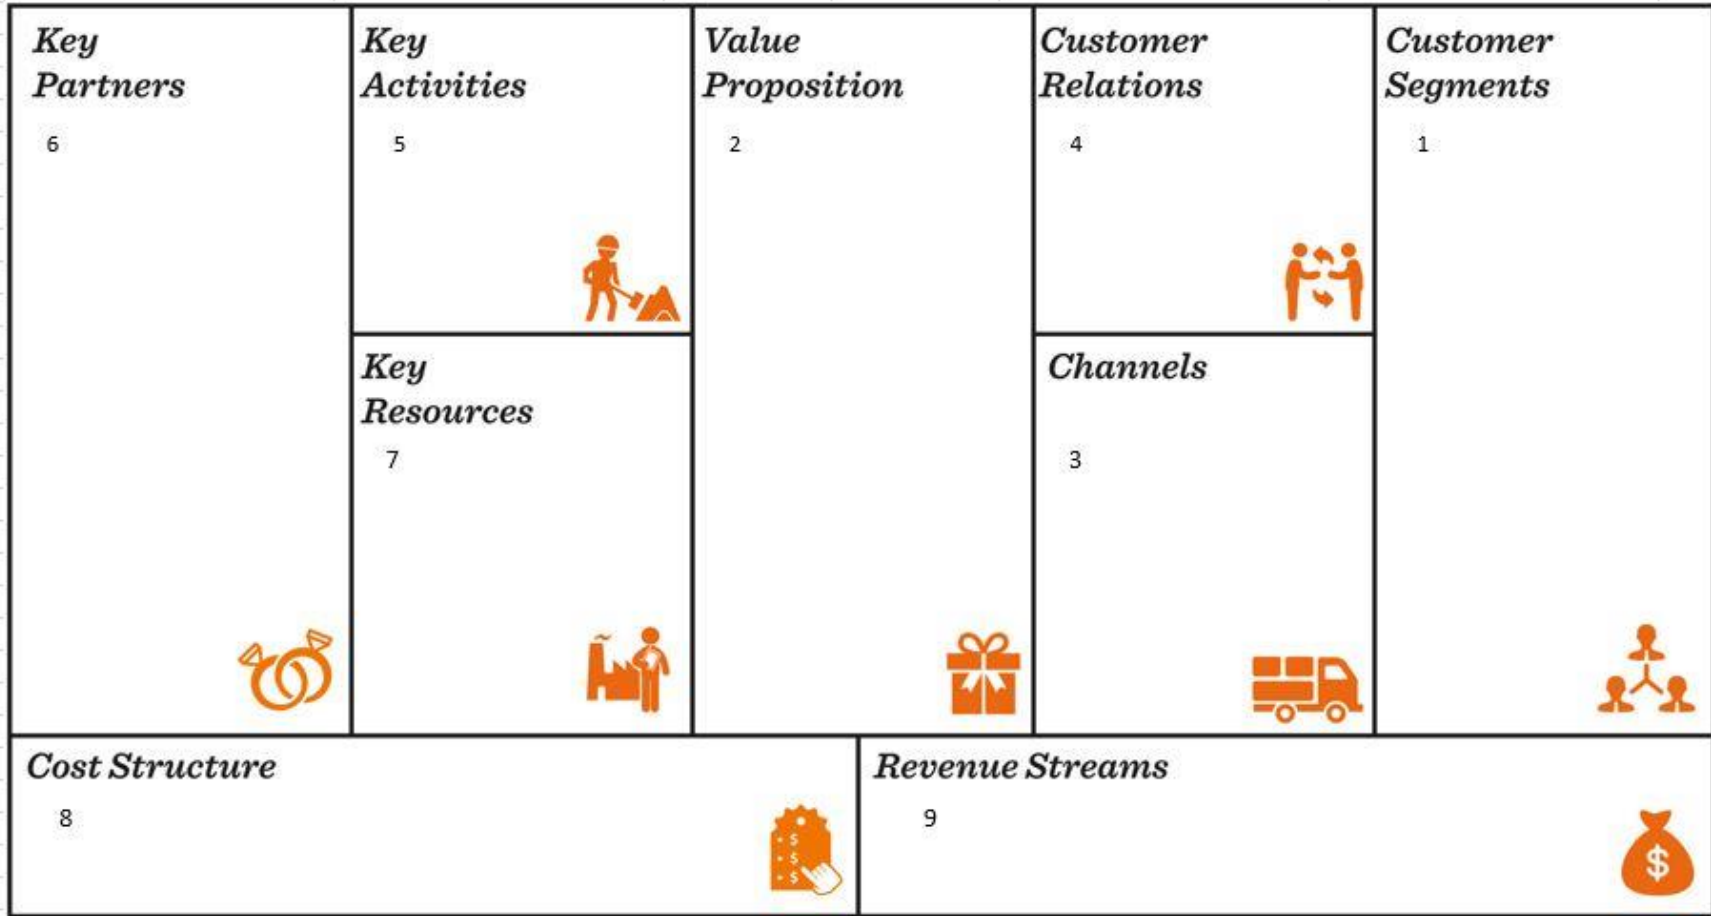 Key
Partners
6
Key
Activities
5
Key
Resources
7
Value
Proposition
2
Customer
Relations
4
Channels
3
Customer
Segments
1
Cost Structure
8
$
$
$
Revenue Streams
9
$